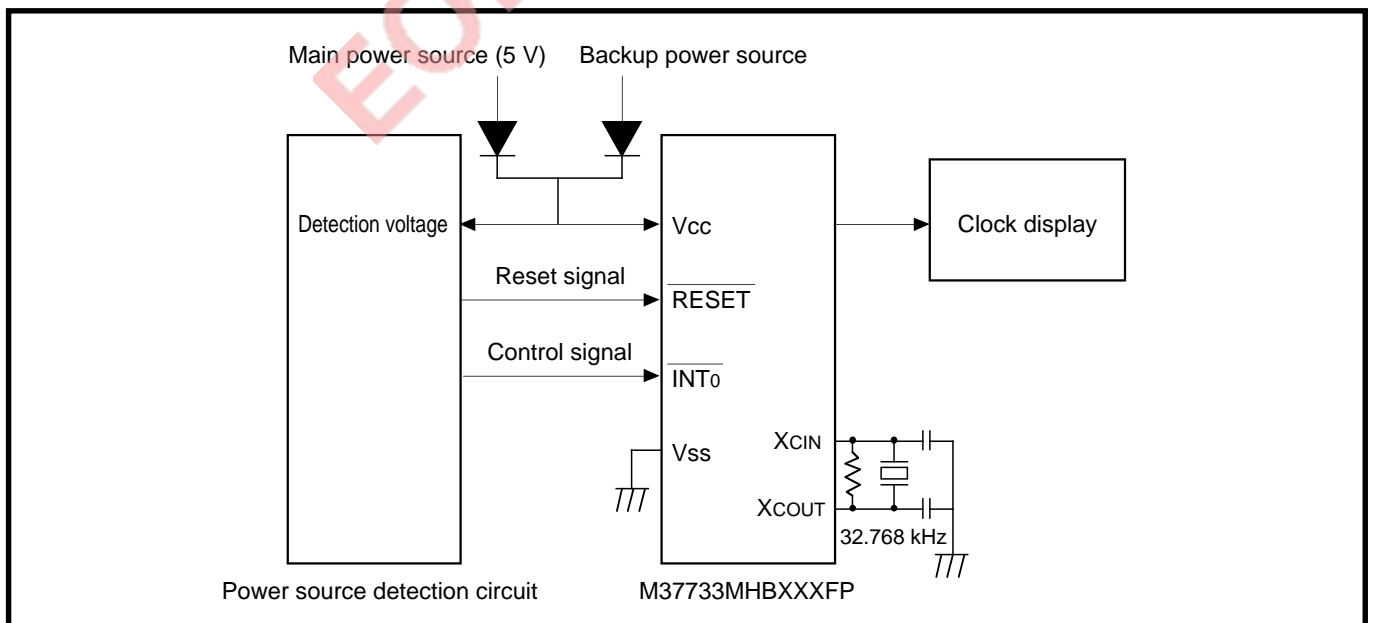 EO
Main power source (5 V) Backup power source
Detection voltage
Vcc
Clock display
Reset signal
RESET
Control signal
INT0
Vss
XCIN
XCOUT
32.768 kHz
Power source detection circuit
M37733MHBXXXFP